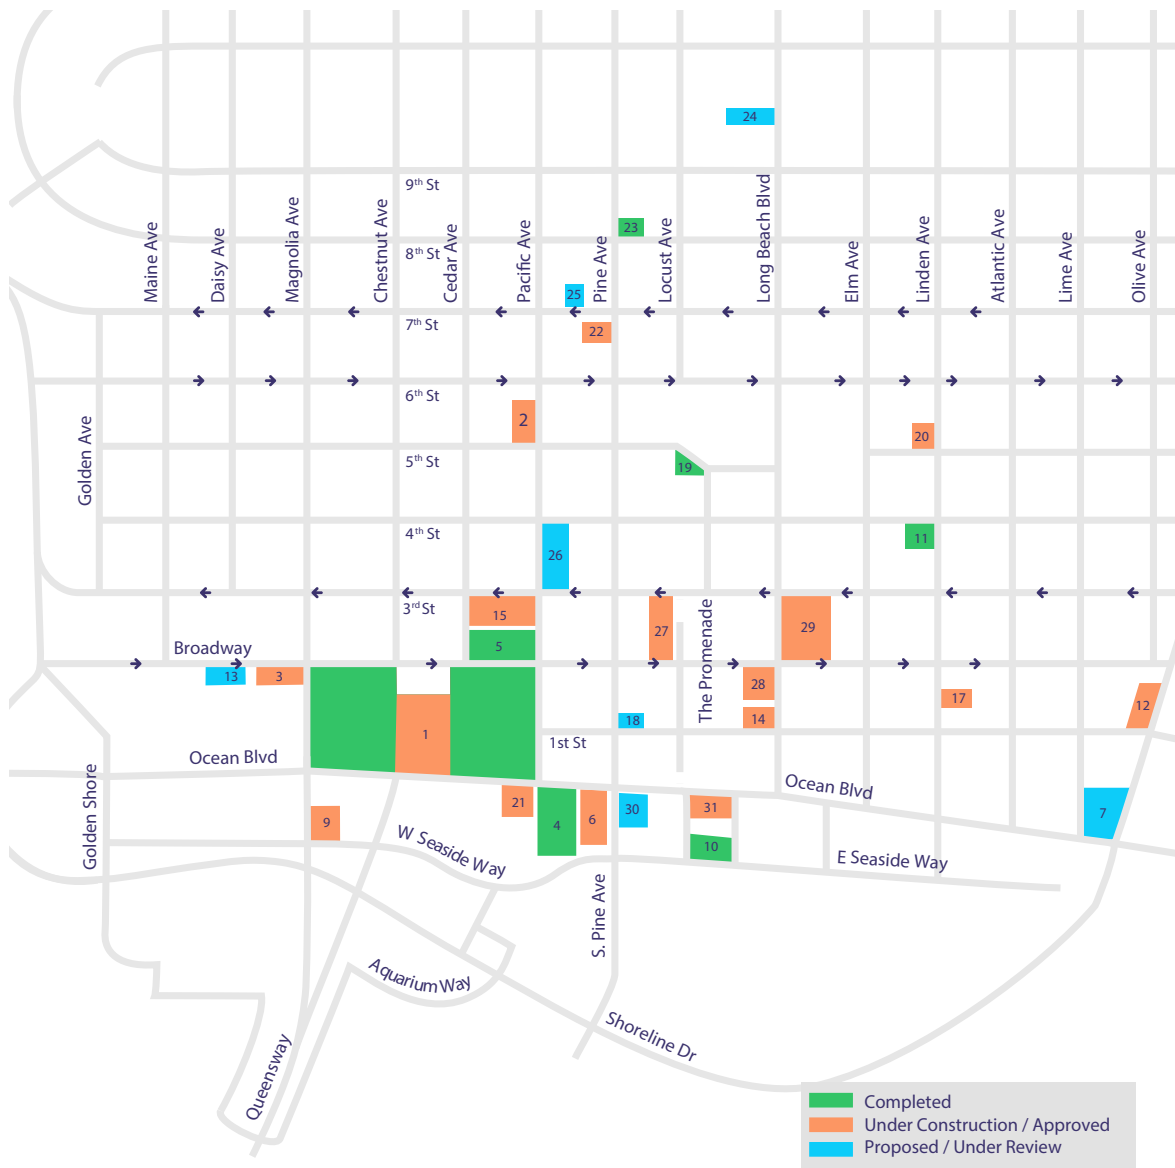 24
9th St
23
8th St
Maine Ave
Daisy Ave
Magnolia Ave
Chestnut Ave
Cedar Ave
Pacific Ave
Pine Ave
Locust Ave
Long Beach Blvd
Elm Ave
Linden Ave
Atlantic Ave
Lime Ave
Olive Ave
25
7th St
22
6th St
2
20
Golden Ave
5th St
19
4th St
11
26
3rd St
15
27
29
The Promenade
Broadway
5
13
3
28
17
12
1
18
14
1st St
Ocean Blvd
Ocean Blvd
Golden Shore
9
21
4
6
30
31
7
10
W Seaside Way
E Seaside Way
S. Pine Ave
Aquarium Way
Shoreline Dr
Queensway
Completed
Under Construction / Approved
Proposed / Under Review